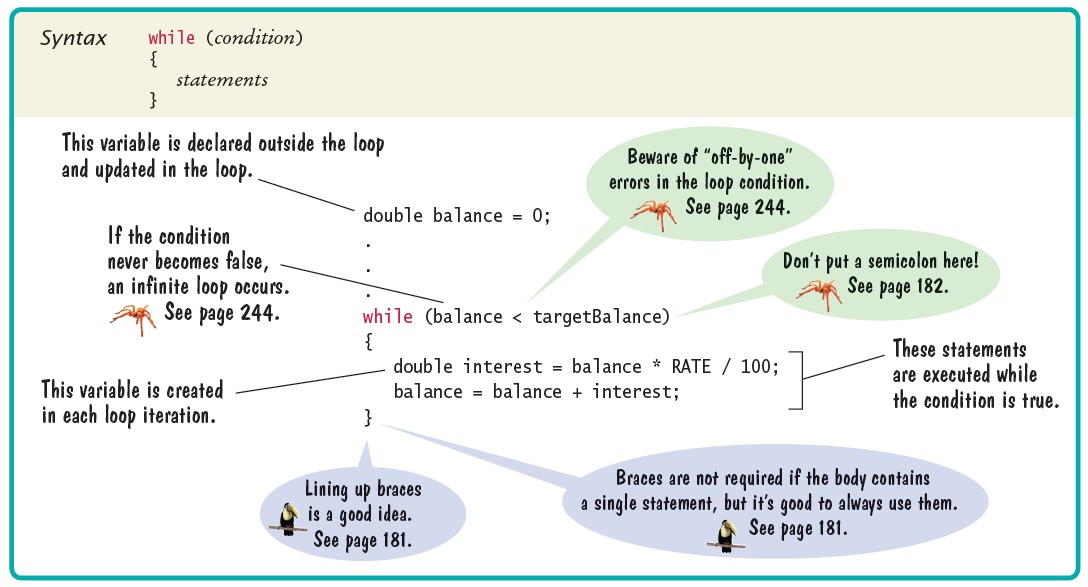 Syntax while (condition)
{
statements
}
This variable is declared outside the loop
and updated in the loop.
Beware of “off-by-one”
errors in the loop condition.
See page 244.
double balance = 0;
.
.
.
If the condition
never becomes false,
an infinite loop occurs.
See page 244.
Don’t put a semicolon here!
See page 182.
while (balance < targetBalance)
{
double interest = balance * RATE / 100;
balance = balance + interest;
}
These statements
are executed while
the condition is true.
This variable is created
in each loop iteration.
Lining up braces
is a good idea.
See page 181.
Braces are not required if the body contains
a single statement, but it’s good to always use them.
See page 181.